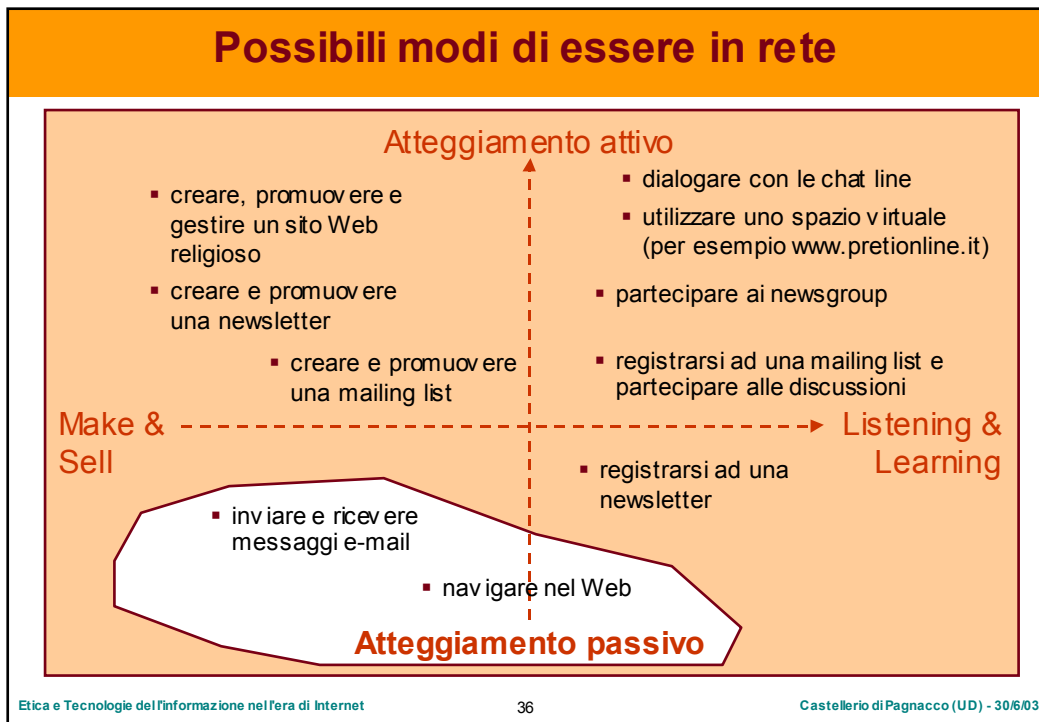 Possibili modi di essere in rete
Atteggiamento attivo
▪ creare, promuovere e
gestire un sito Web
religioso
▪ creare e promuovere
una newsletter
▪ creare e promuovere
una mailing list
▪ dialogare con le chat line
▪ utilizzare uno spazio virtuale
(per esempio www.pretionline.it)
▪ partecipare ai newsgroup
▪ registrarsi ad una mailing list e
partecipare alle discussioni
Make &
Sell
Listening &
Learning
▪ registrarsi ad una
newsletter
▪ inviare e ricevere
messaggi e-mail
▪ navigare nel Web
Atteggiamento passivo
Etica e Tecnologie dell'informazione nell'era di Internet
36
Castellerio di Pagnacco (UD) - 30/6/03